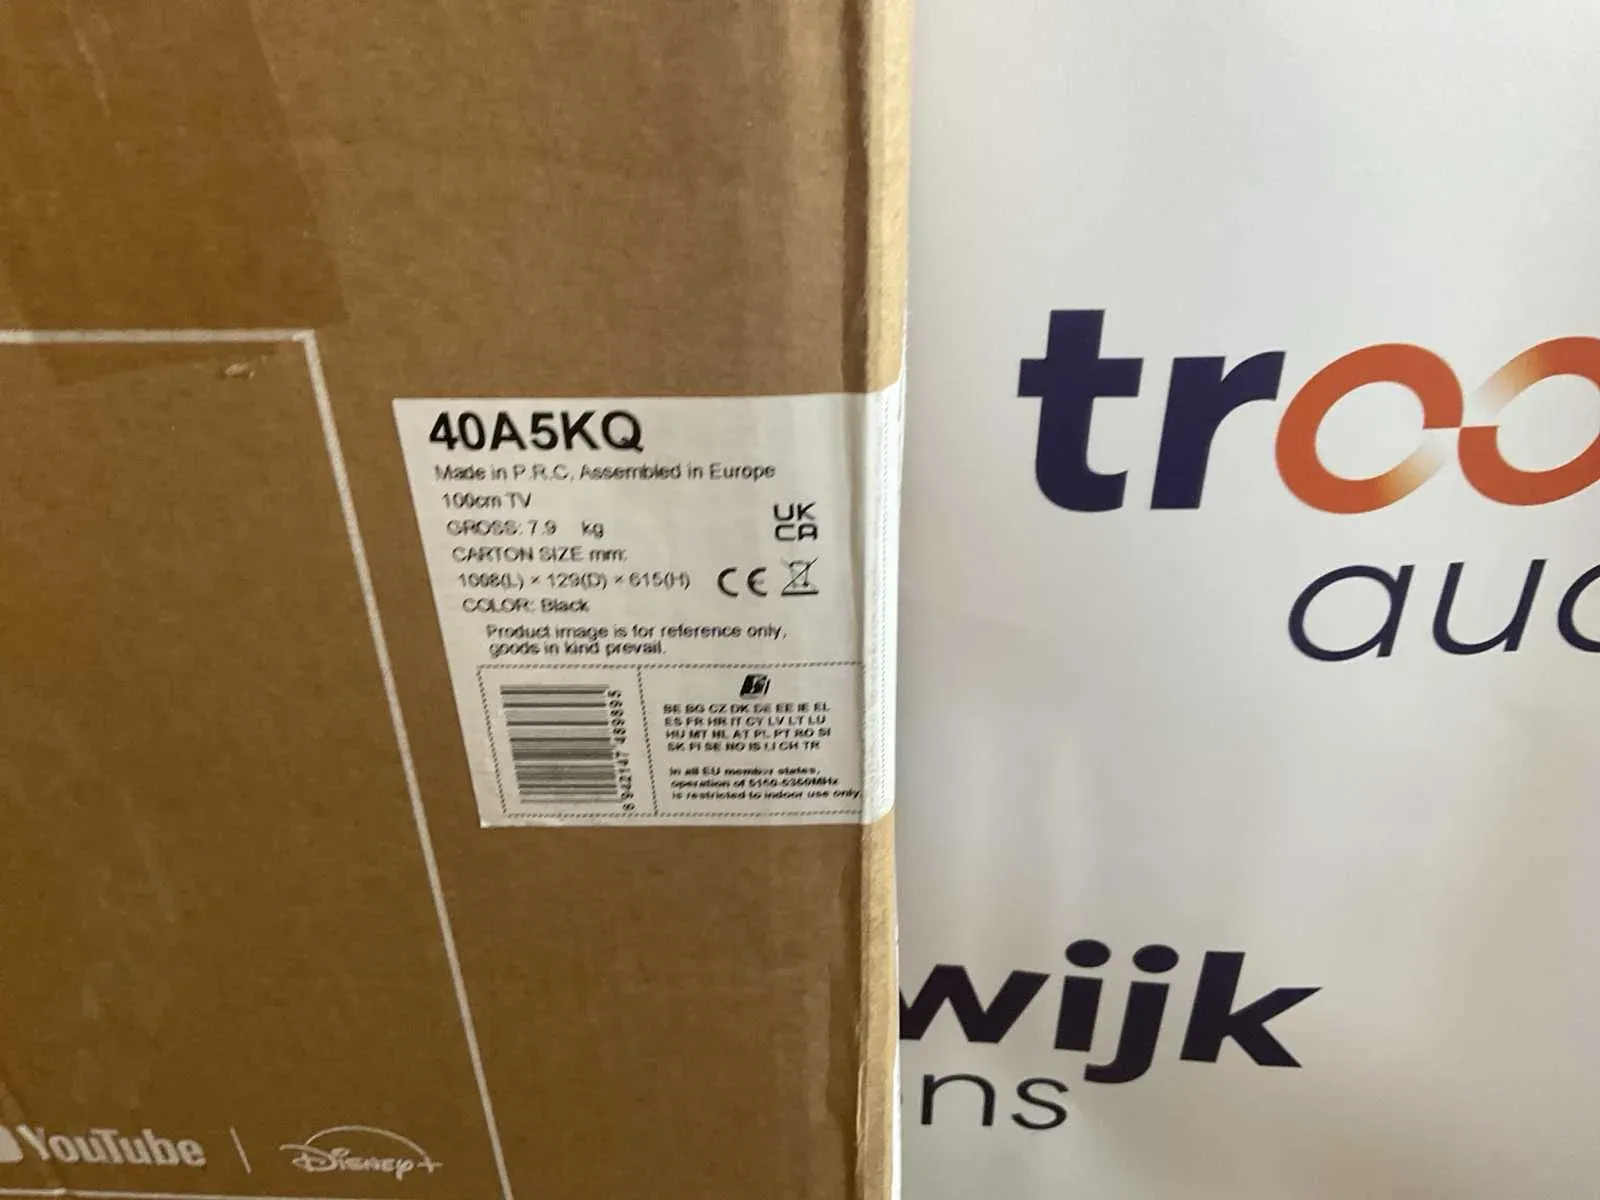 40A5KQ
Made in P.R.C, Assembled in Europe
100cm TV
GROSS: 7.9 kg
CARTON SIZE mm:
1008(L) × 129(D) × 615(H)
COLOR: Black
UK
CA
CE
Product image is for reference only,
goods in kind prevail.
6942147489895
BE BG CZ DK DE EE IE EL
ES FR HR IT CY LV LT LU
HU MT NL AT PL PT RO SI
SK FI SE NO IS LI CH TR
In all EU member states,
operation of 5150-5350MHz
is restricted to indoor use only.
YouTube | Disney+
troo
auc
wijk
ns